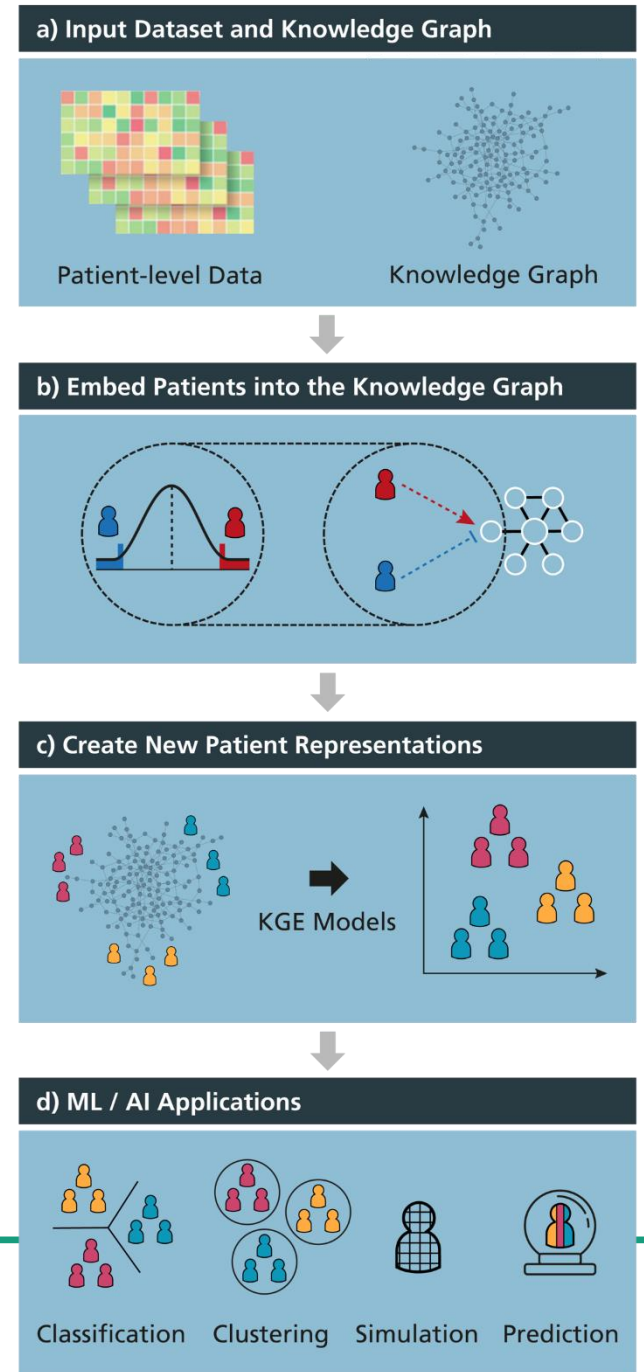 a) Input Dataset and Knowledge Graph
Patient-level Data
Knowledge Graph
b) Embed Patients into the Knowledge Graph
c) Create New Patient Representations
KGE Models
d) ML / AI Applications
Classification Clustering Simulation Prediction